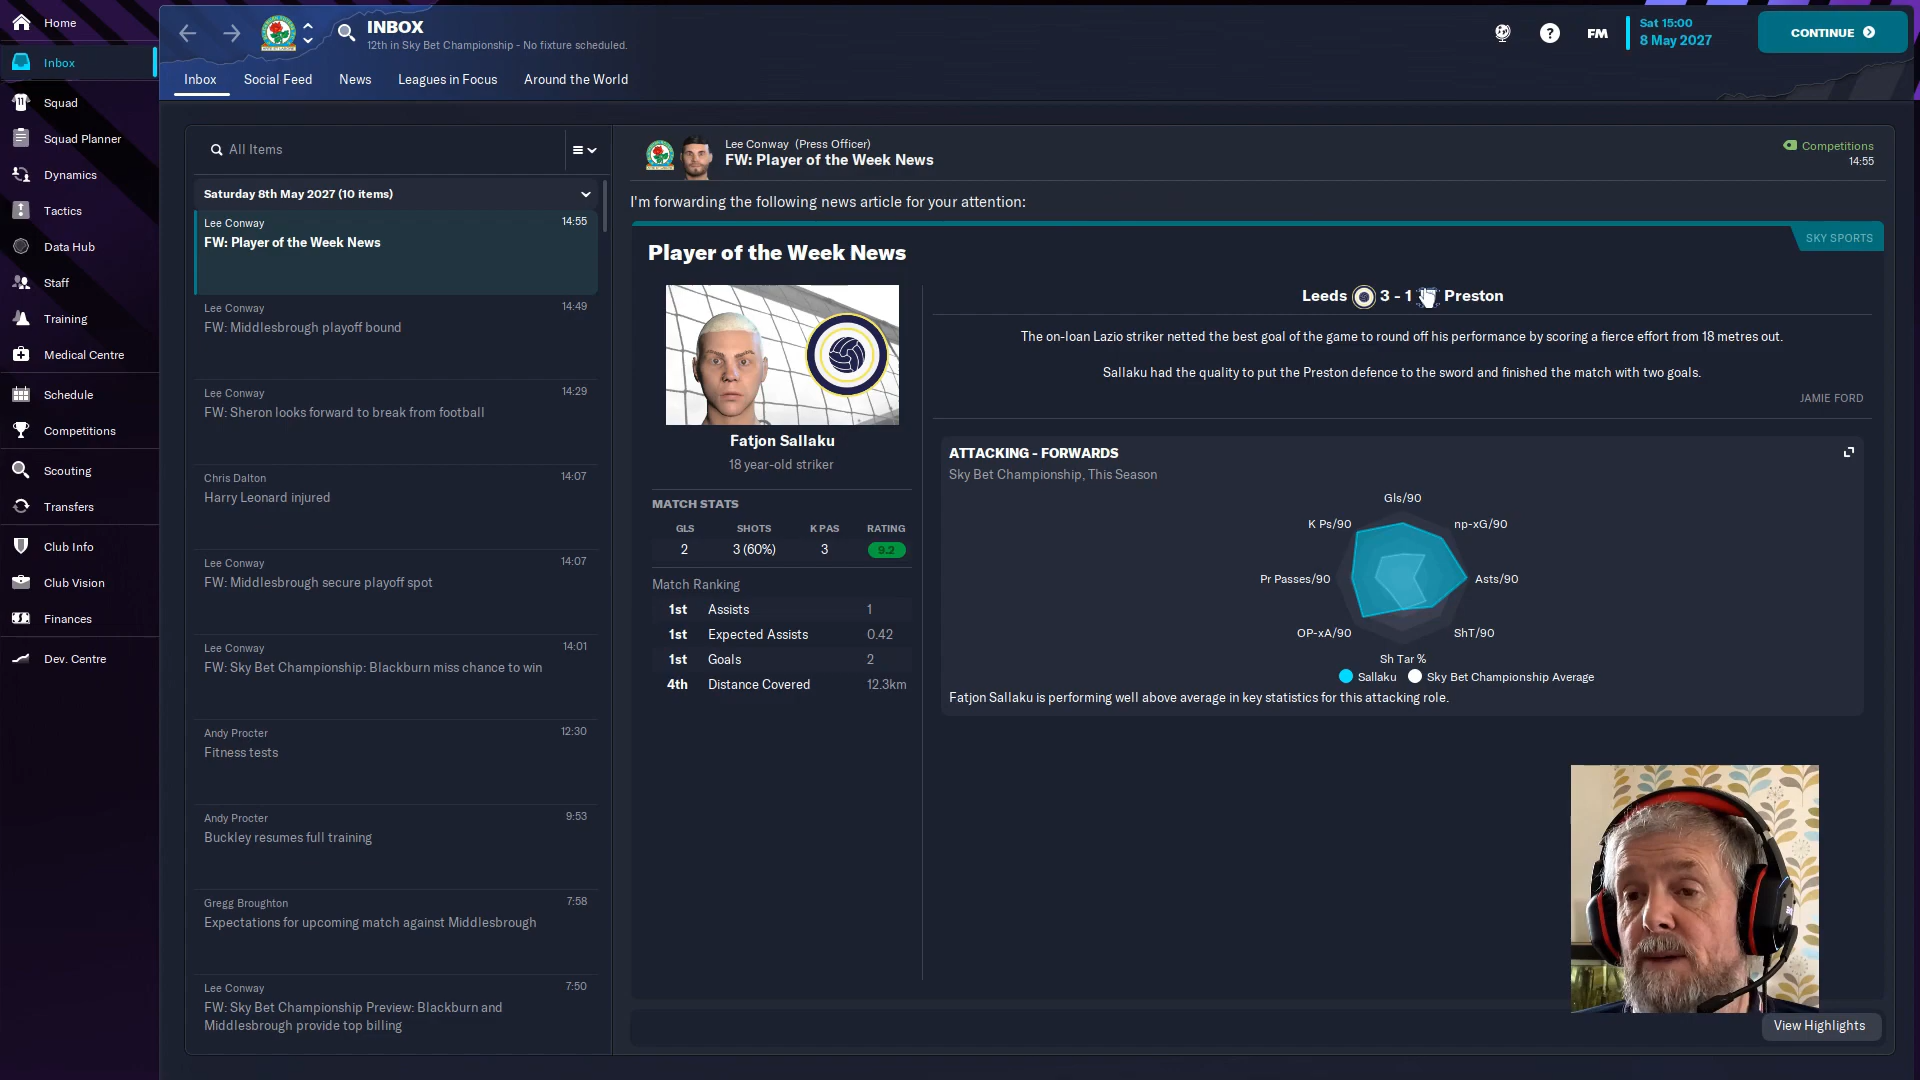 Home
Inbox
Squad
Squad Planner
Dynamics
Tactics
Data Hub
Staff
Training
Medical Centre
Schedule
Competitions
Scouting
Transfers
Club Info
Club Vision
Finances
Dev. Centre
INBOX
12th in Sky Bet Championship - No fixture scheduled.
FM
Sat 15:00
8 May 2027
CONTINUE
Inbox
Social Feed
News
Leagues in Focus
Around the World
All Items
Saturday 8th May 2027 (10 items)
Lee Conway 14:55
FW: Player of the Week News
Lee Conway 14:49
FW: Middlesbrough playoff bound
Lee Conway 14:29
FW: Sheron looks forward to break from football
Chris Dalton 14:07
Harry Leonard injured
Lee Conway 14:07
FW: Middlesbrough secure playoff spot
Lee Conway 14:01
FW: Sky Bet Championship: Blackburn miss chance to win
Andy Procter 12:30
Fitness tests
Andy Procter 9:53
Buckley resumes full training
Gregg Broughton 7:58
Expectations for upcoming match against Middlesbrough
Lee Conway 7:50
FW: Sky Bet Championship Preview: Blackburn and
Middlesbrough provide top billing
Lee Conway (Press Officer)
FW: Player of the Week News
Competitions
14:55
I'm forwarding the following news article for your attention:
SKY SPORTS
Player of the Week News
Fatjon Sallaku
18 year-old striker
MATCH STATS
GLS SHOTS K PAS RATING
2 3 (60%) 3 9.2
Match Ranking
1st Assists 1
1st Expected Assists 0.42
1st Goals 2
4th Distance Covered 12.3km
Leeds 3 - 1 Preston
The on-loan Lazio striker netted the best goal of the game to round off his performance by scoring a fierce effort from 18 metres out.
Sallaku had the quality to put the Preston defence to the sword and finished the match with two goals.
JAMIE FORD
ATTACKING - FORWARDS
Sky Bet Championship, This Season
Gls/90
K Ps/90 np-xG/90
Pr Passes/90 Asts/90
OP-xA/90 ShT/90
Sh Tar %
Sallaku Sky Bet Championship Average
Fatjon Sallaku is performing well above average in key statistics for this attacking role.
View Highlights